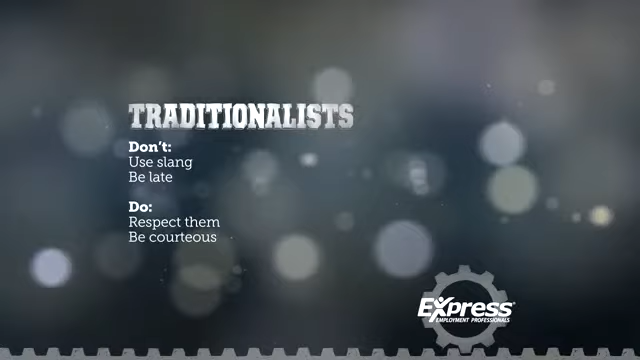 TRADITIONALISTS
Don't:
Use slang
Be late
Do:
Respect them
Be courteous
Express
EMPLOYMENT PROFESSIONALS